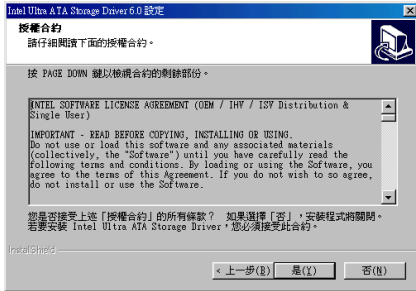 Intel Ultra ATA Storage Driver 6.0 設定
授權合約
請仔細閱讀下面的授權合約。
按 PAGE DOWN 鍵以檢視合約的剩餘部份。
INTEL SOFTWARE LICENSE AGREEMENT (OEM / IHV / ISV Distribution &
Single User)
IMPORTANT - READ BEFORE COPYING, INSTALLING OR USING.
Do not use or load this software and any associated materials
(collectively, the "Software") until you have carefully read the
following terms and conditions. By loading or using the Software, you
agree to the terms of this Agreement. If you do not wish to so agree,
do not install or use the Software.
您是否接受上述「授權合約」的所有條款？ 如果選擇「否」，安裝程式將關閉。
若要安裝 Intel Ultra ATA Storage Driver，您必須接受此合約。
InstallShield
< 上一步(B) 是(Y) 否(N)